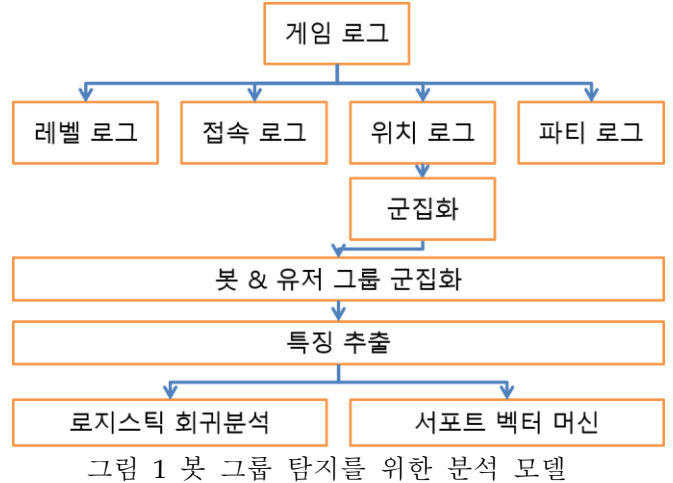 게임 로그
레벨 로그
접속 로그
위치 로그
파티 로그
군집화
봇 & 유저 그룹 군집화
특징 추출
로지스틱 회귀분석
서포트 벡터 머신
그림 1 봇 그룹 탐지를 위한 분석 모델